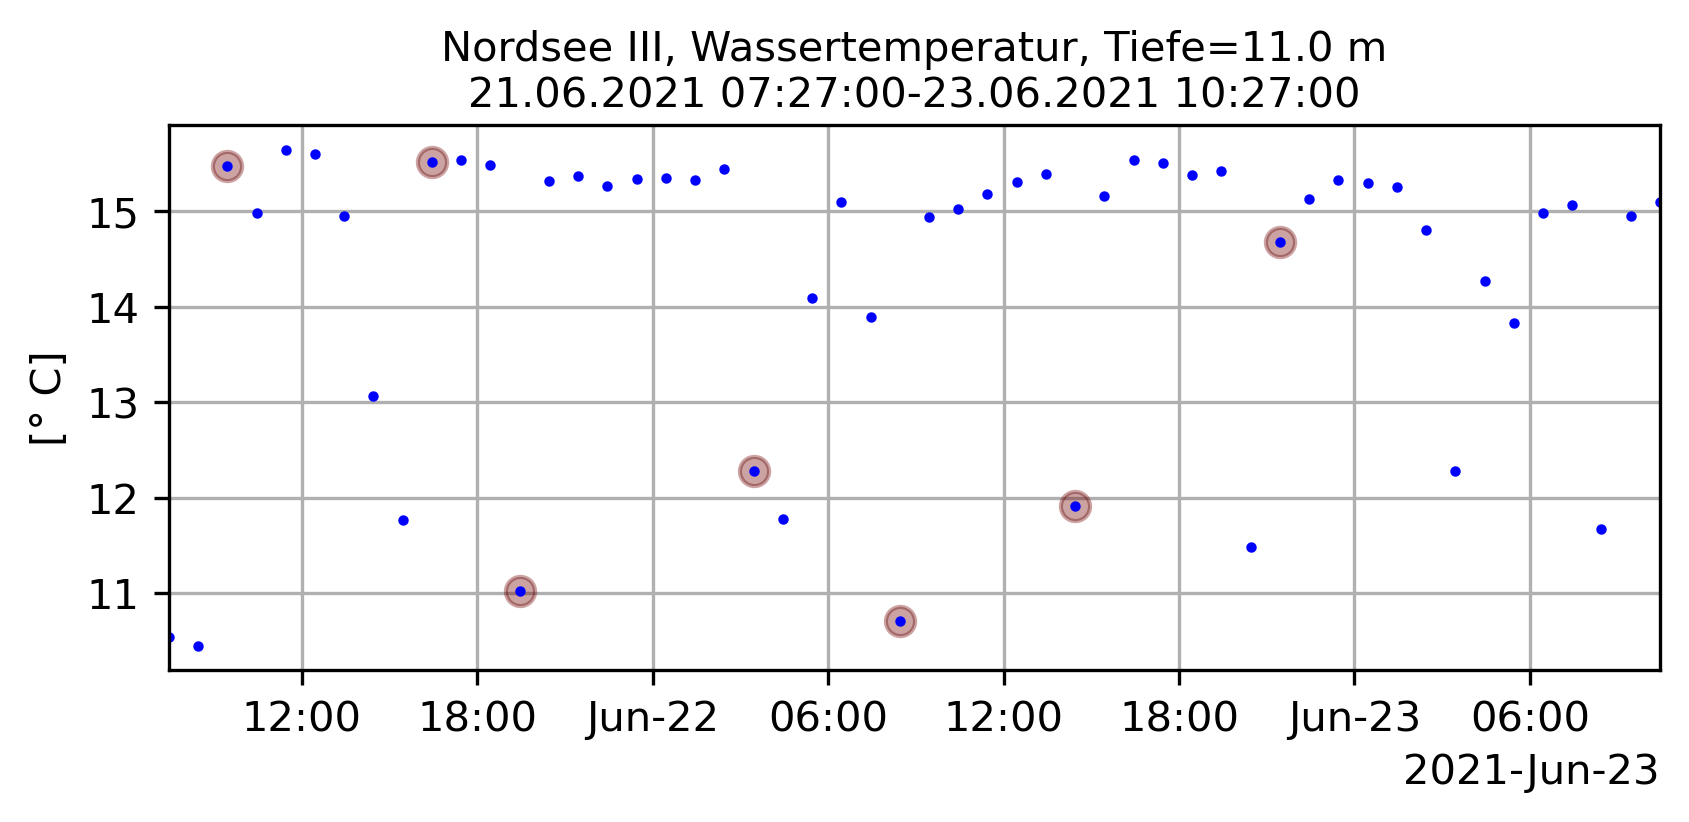 Nordsee III, Wassertemperatur, Tiefe=11.0 m
21.06.2021 07:27:00-23.06.2021 10:27:00
[° C]
15
14
13
12
11
12:00 18:00 Jun-22 06:00 12:00 18:00 Jun-23 06:00
2021-Jun-23